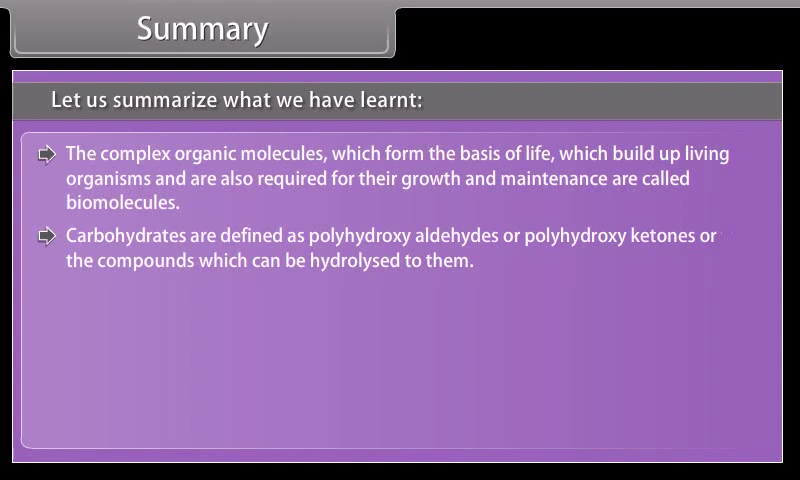 Summary
Let us summarize what we have learnt:
The complex organic molecules, which form the basis of life, which build up living
organisms and are also required for their growth and maintenance are called
biomolecules.
Carbohydrates are defined as polyhydroxy aldehydes or polyhydroxy ketones or
the compounds which can be hydrolysed to them.